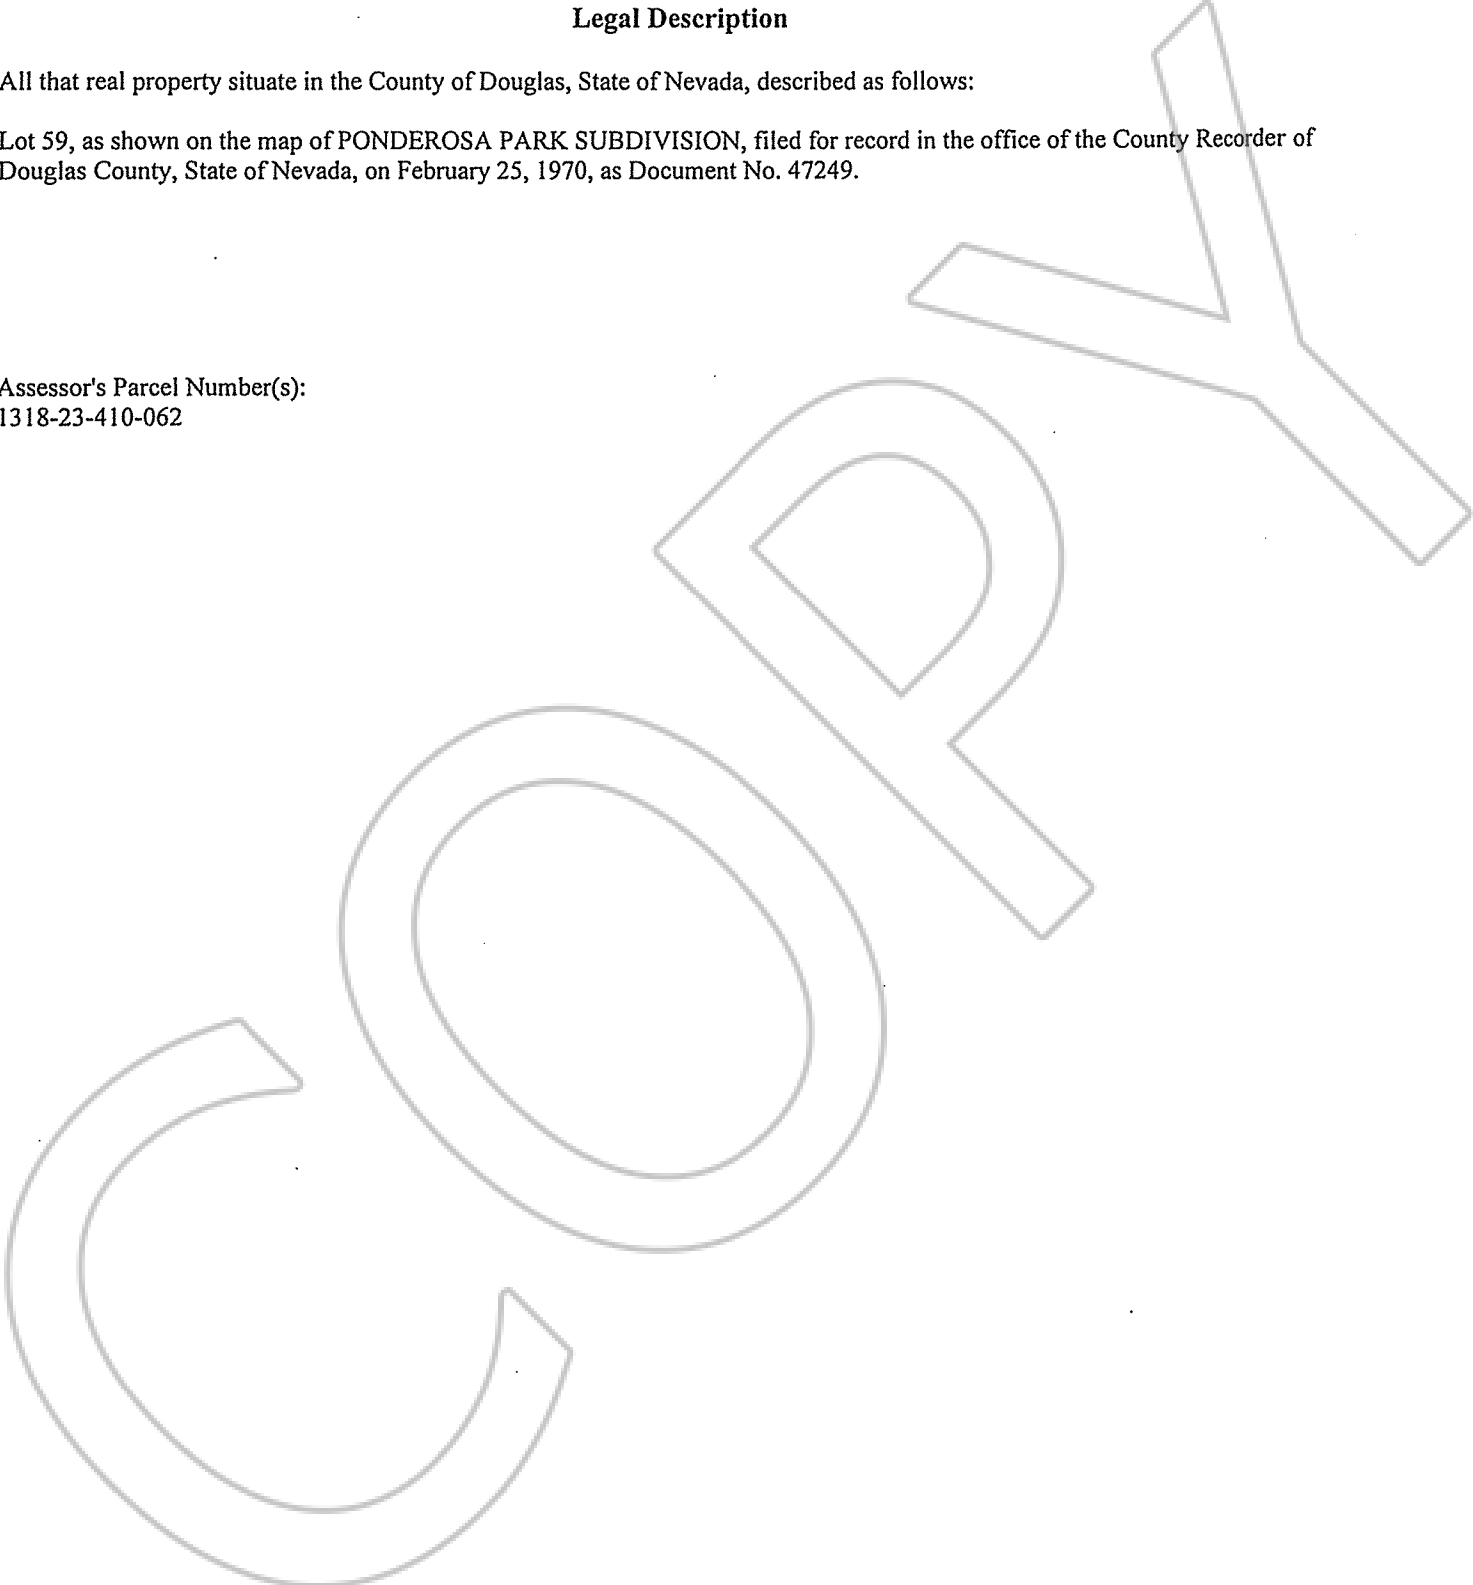 Legal Description
All that real property situate in the County of Douglas, State of Nevada, described as follows:
Lot 59, as shown on the map of PONDEROSA PARK SUBDIVISION, filed for record in the office of the County Recorder of
Douglas County, State of Nevada, on February 25, 1970, as Document No. 47249.
Assessor's Parcel Number(s):
1318-23-410-062
COPY